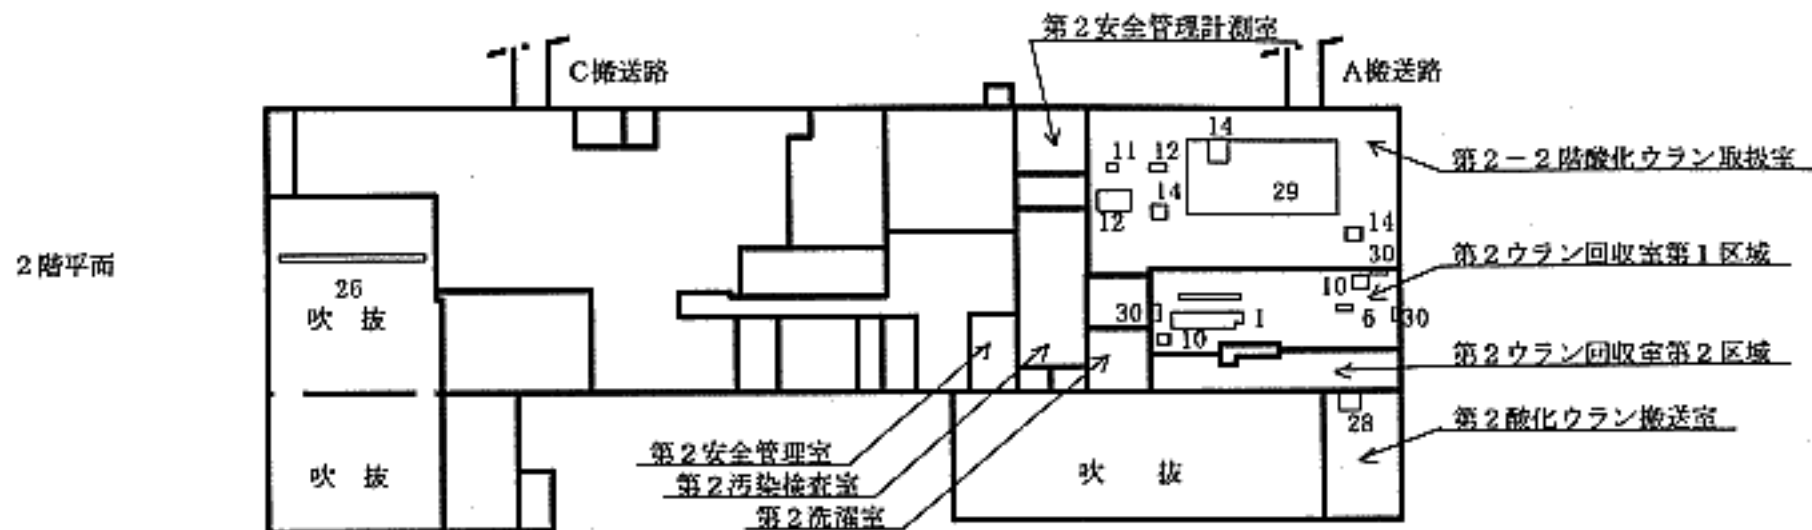 第2安全管理計測室
C搬送路
A搬送路
14
11
12
第2-2階酸化ウラン取扱室
29
14
12
14
30
第2ウラン回収室第1区域
2階平面
26
10
吹 抜
30
1
6
30
10
第2ウラン回収室第2区域
28
第2酸化ウラン搬送室
第2安全管理室
吹 抜
吹 抜
第2汚染検査室
第2洗濯室